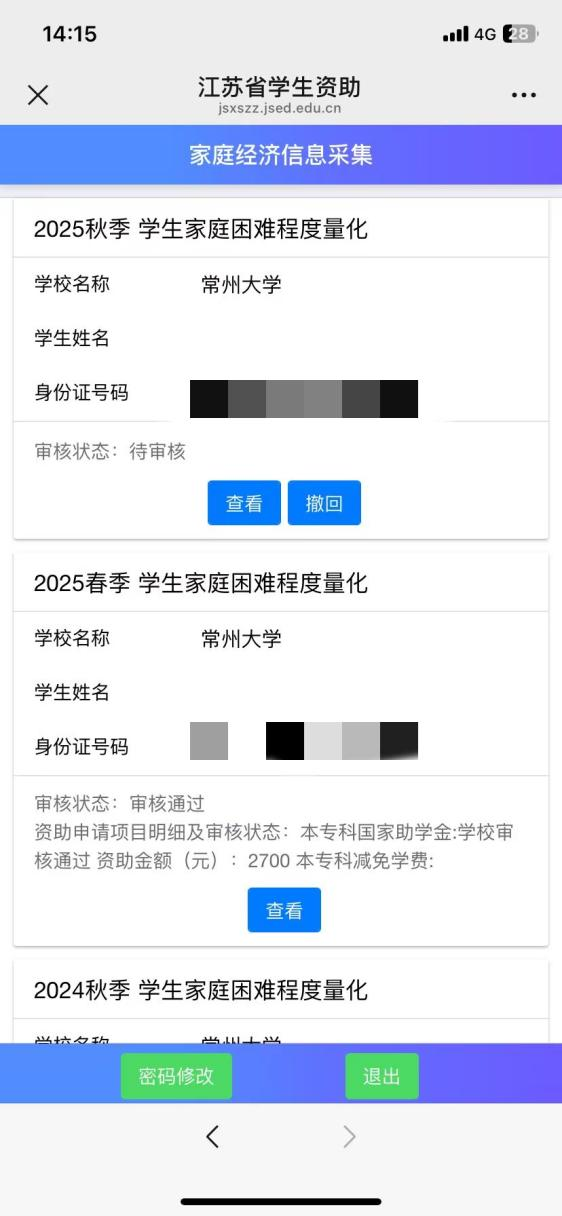 14:15
4G
28
江苏省学生资助
jsxszz.jsed.edu.cn
家庭经济信息采集
2025秋季 学生家庭困难程度量化
学校名称 常州大学
学生姓名
身份证号码
审核状态：待审核
查看 撤回
2025春季 学生家庭困难程度量化
学校名称 常州大学
学生姓名
身份证号码
审核状态：审核通过
资助申请项目明细及审核状态：本专科国家助学金:学校审
核通过 资助金额（元）：2700 本专科减免学费:
查看
2024秋季 学生家庭困难程度量化
学校名称 常州大学
密码修改 退出